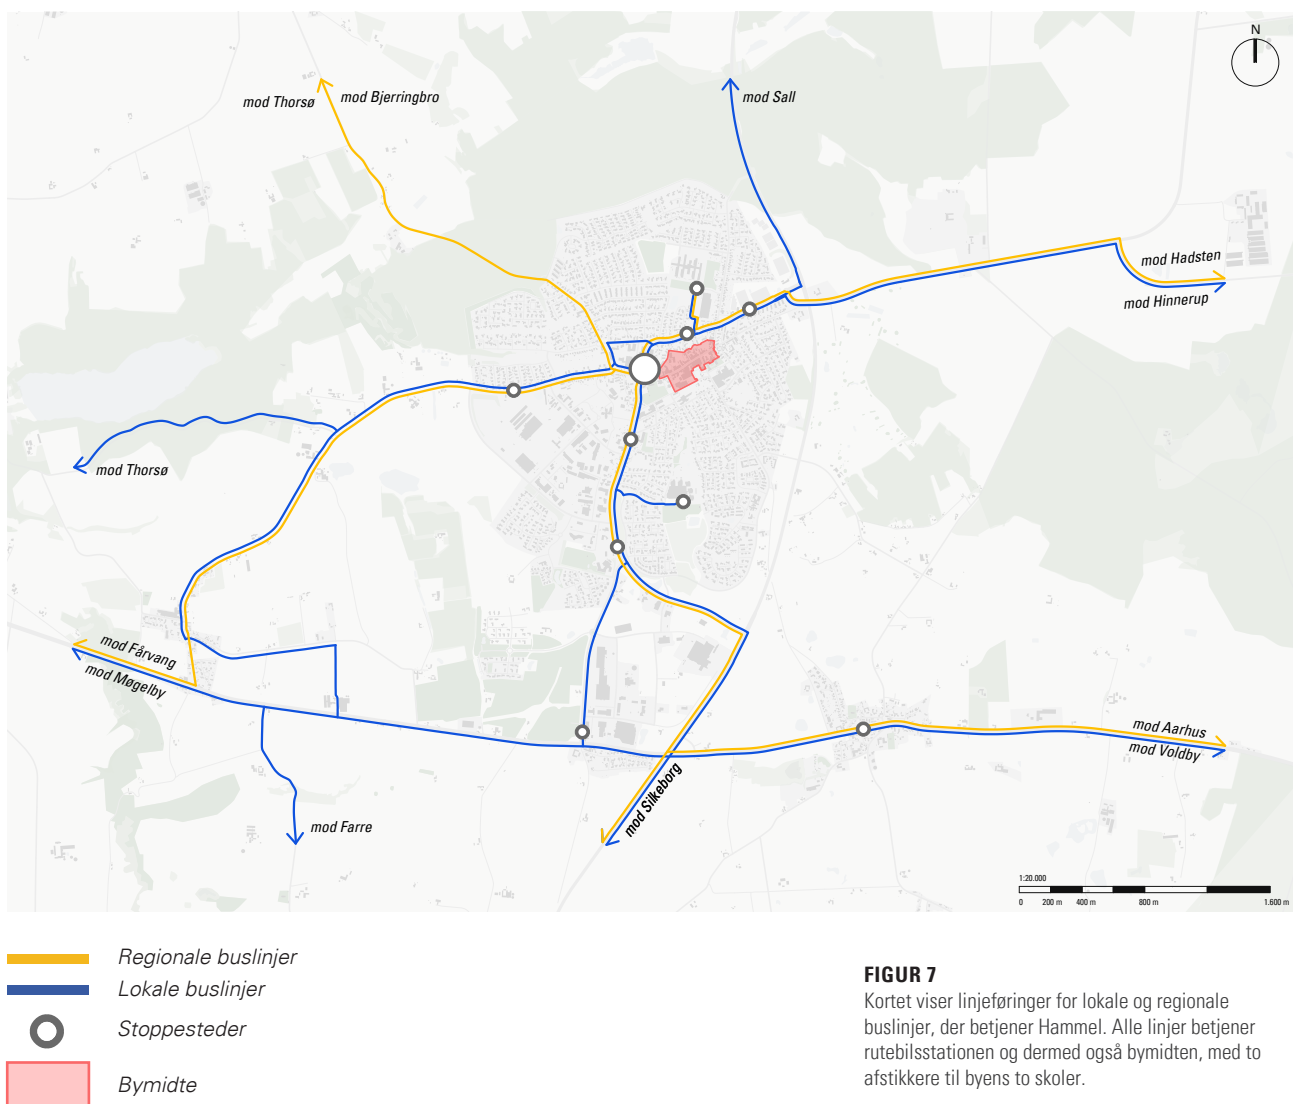 N
mod Thorsø
mod Bjerringbro
mod Sall
mod Hadsten
mod Hinnerup
mod Thorsø
mod Fårvang
mod Møgelby
mod Aarhus
mod Voldby
mod Silkeborg
mod Farre
1:20.000
0 200 m 400 m 800 m 1.600 m
Regionale buslinjer
Lokale buslinjer
Stoppesteder
Bymidte
FIGUR 7
Kortet viser linjeføringer for lokale og regionale
buslinjer, der betjener Hammel. Alle linjer betjener
rutebilsstationen og dermed også bymidten, med to
afstikkere til byens to skoler.